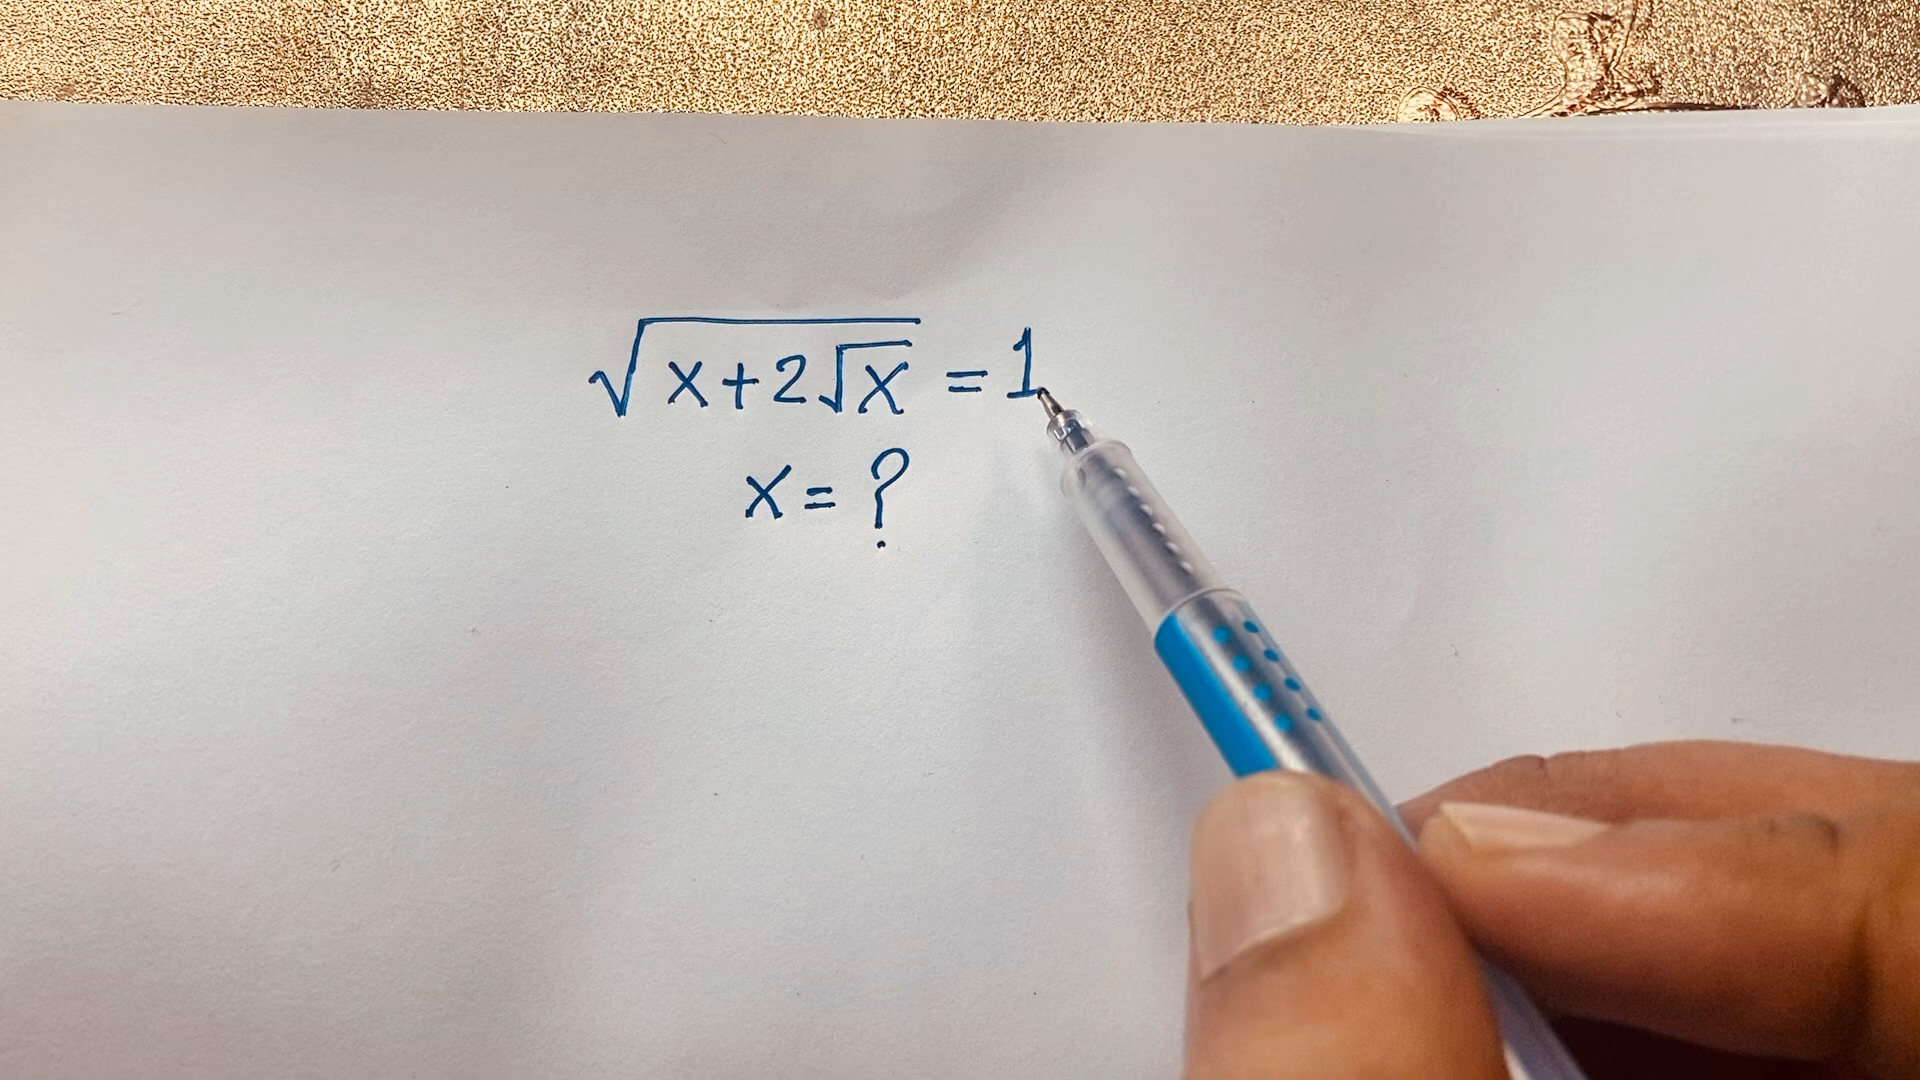 √(x+2√x) = 1
x = ?